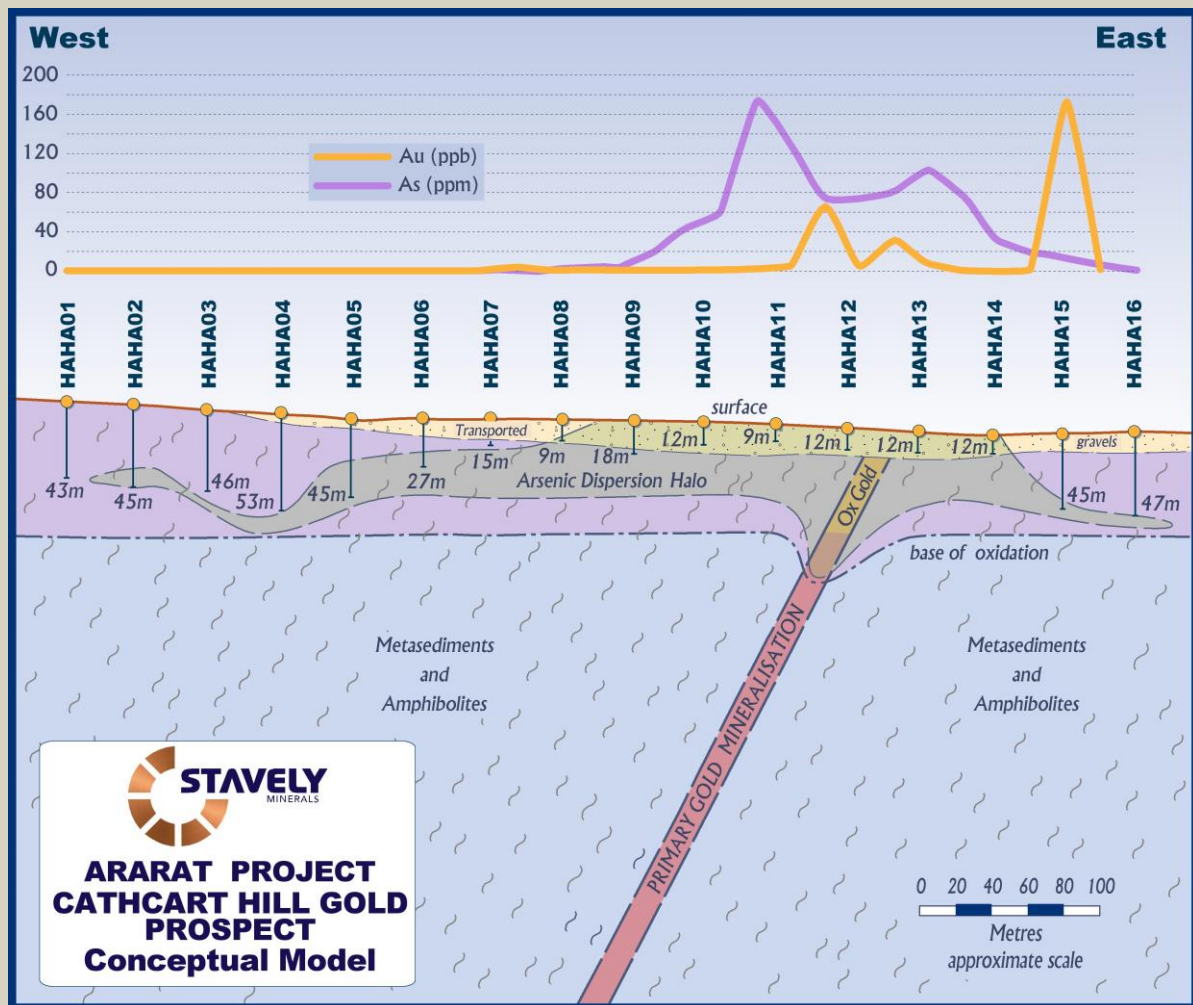 West
East
200
160
120
80
40
0
Au (ppb)
As (ppm)
HAHA01
HAHA02
HAHA03
HAHA04
HAHA05
HAHA06
HAHA07
HAHA08
HAHA09
HAHA10
HAHA11
HAHA12
HAHA13
HAHA14
HAHA15
HAHA16
surface
Transported
gravels
43m
45m
46m
53m
45m
27m
15m
9m
18m
12m
9m
12m
12m
12m
45m
47m
Arsenic Dispersion Halo
Ox Gold
base of oxidation
PRIMARY GOLD MINERALISATION
Metasediments
and
Amphibolites
Metasediments
and
Amphibolites
STAVELY
MINERALS
ARARAT PROJECT
CATHCART HILL GOLD
PROSPECT
Conceptual Model
0 20 40 60 80 100
Metres
approximate scale